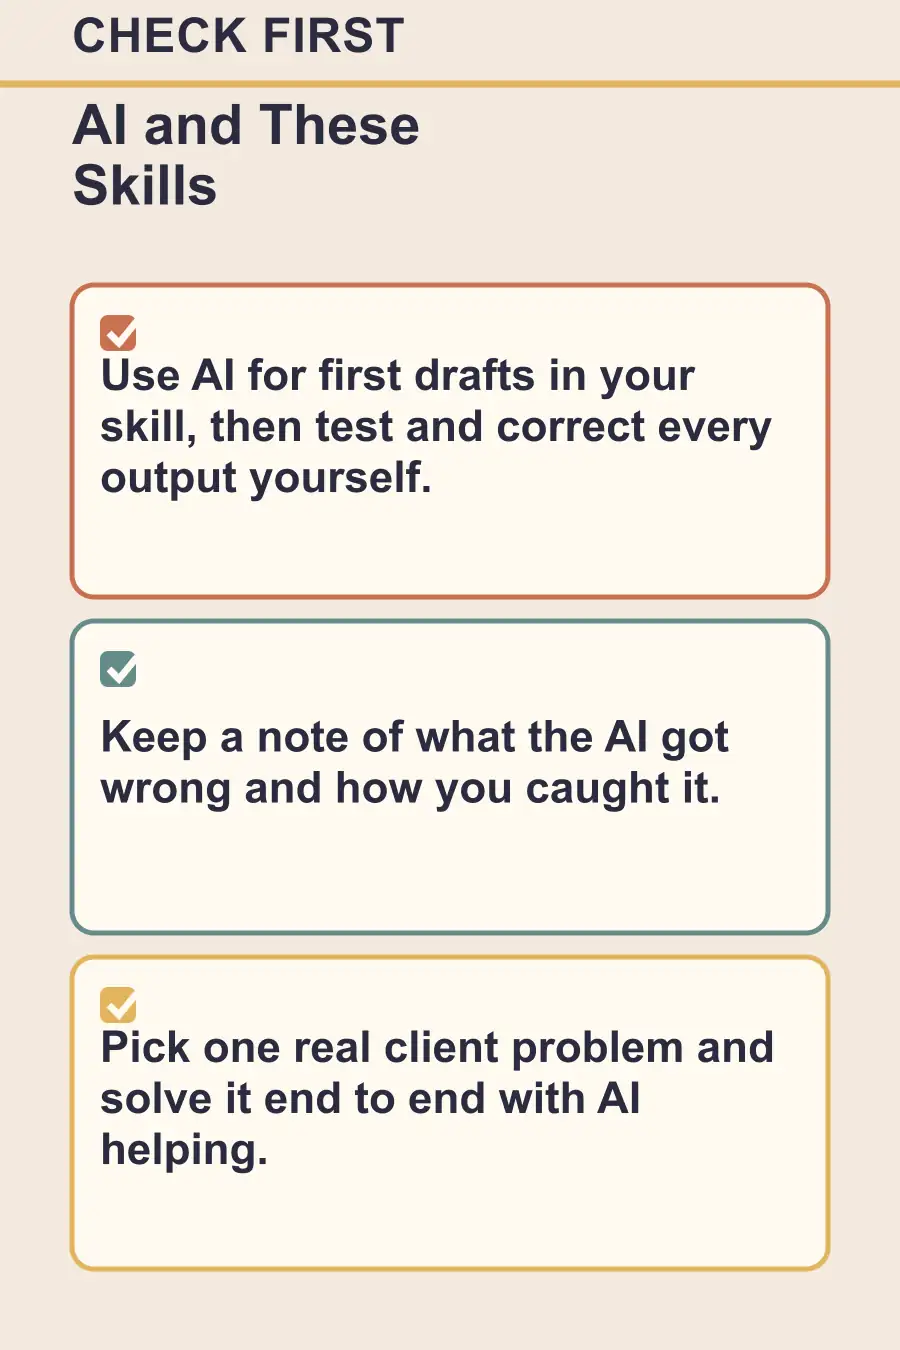 CHECK FIRST
AI and These
Skills
Use AI for first drafts in your
skill, then test and correct every
output yourself.
Keep a note of what the AI got
wrong and how you caught it.
Pick one real client problem and
solve it end to end with AI
helping.